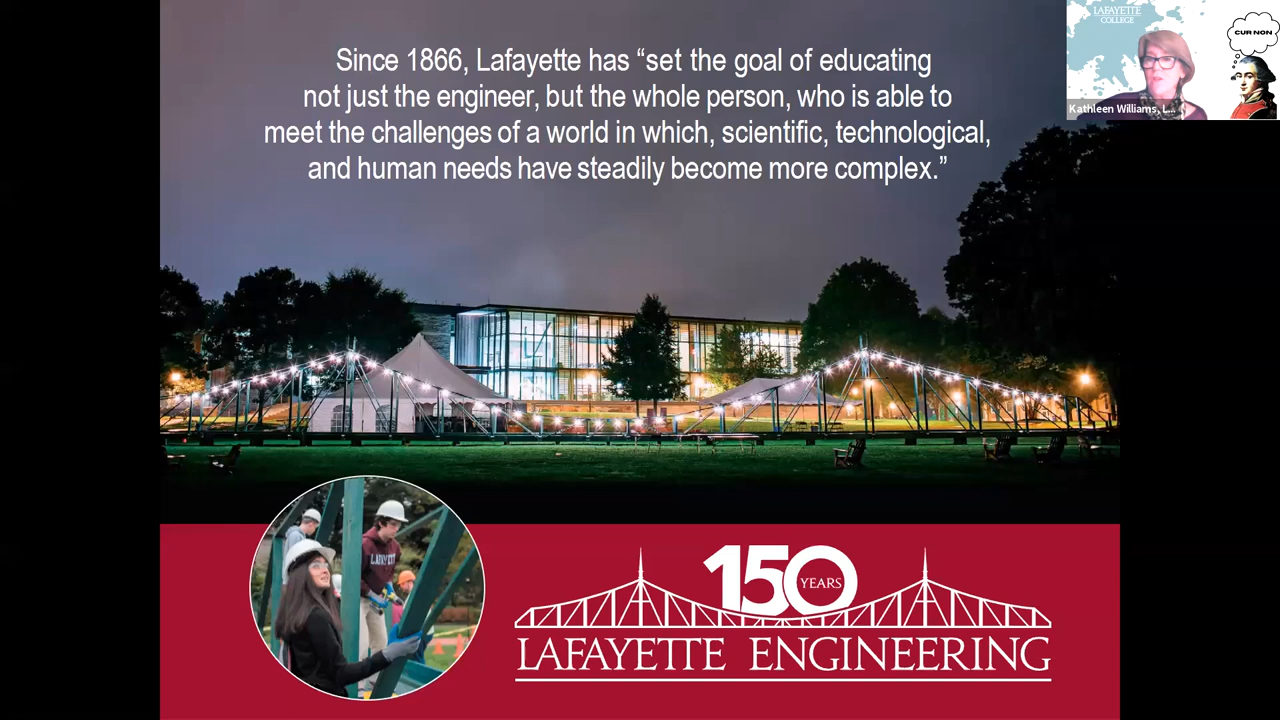 Since 1866, Lafayette has “set the goal of educating
not just the engineer, but the whole person, who is able to
meet the challenges of a world in which, scientific, technological,
and human needs have steadily become more complex.”
LAFAYETTE
COLLEGE
CUR NON
Kathleen Williams, L...
LAFAYETTE
150
YEARS
LAFAYETTE ENGINEERING